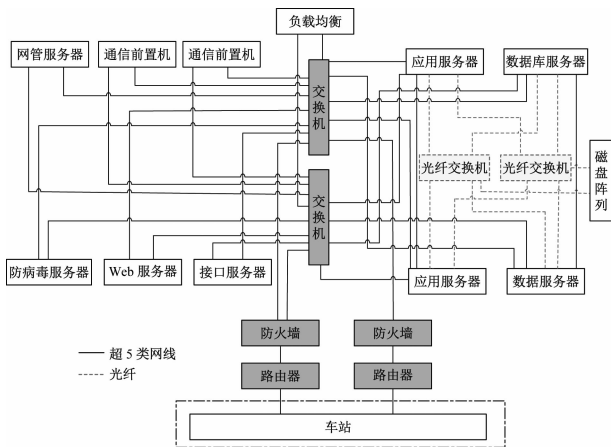 负载均衡
网管服务器
通信前置机
通信前置机
应用服务器
数据库服务器
交换机
光纤交换机
光纤交换机
磁盘阵列
交换机
防病毒服务器
Web 服务器
接口服务器
应用服务器
数据服务器
防火墙
防火墙
超 5 类网线
光纤
路由器
路由器
车站